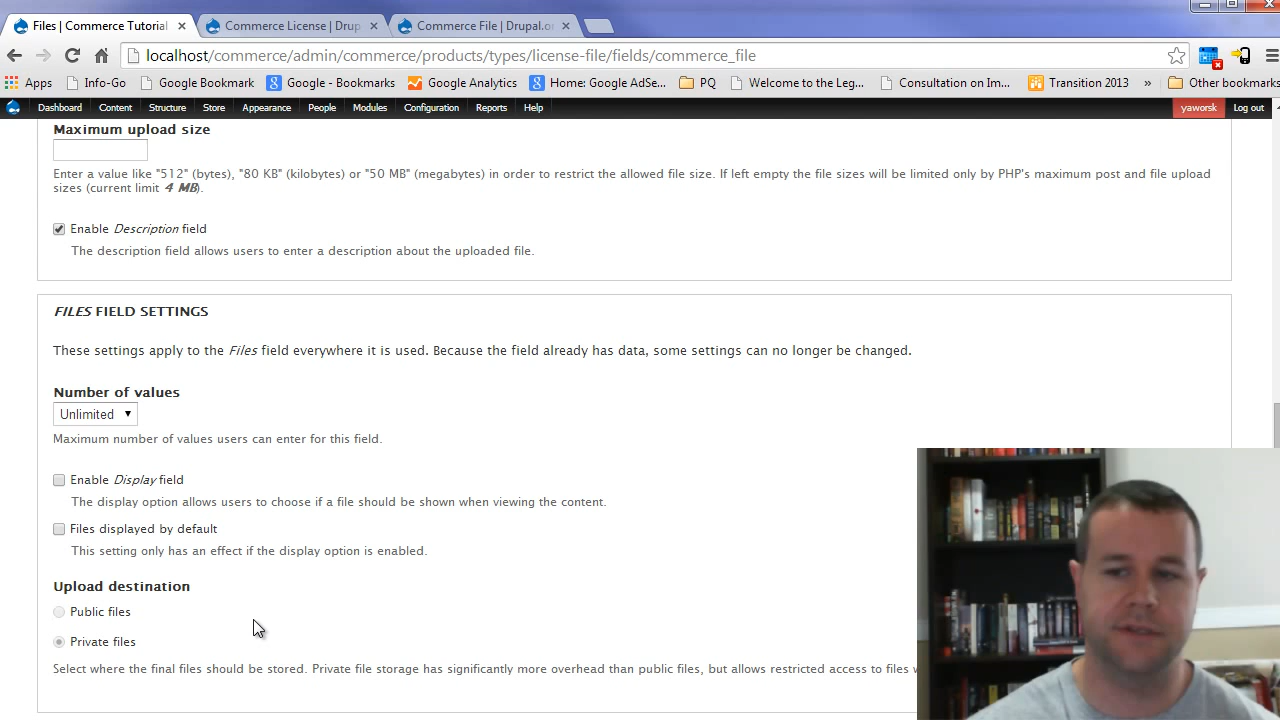 Files | Commerce Tutorial
Commerce License | Drup
Commerce File | Drupal.o
localhost/commerce/admin/commerce/products/types/license-file/fields/commerce_file
Apps Info-Go Google Bookmark Google Bookmarks Google Analytics Home: Google AdSe... FQ Welcome to the Leg... Consultation on Im... Transition 2013 » Other bookmarks
Dashboard Content Structure Store Appearance People Modules Configuration Reports Help yaworsk Log out
Maximum upload size
Enter a value like "512" (bytes), "80 KB" (kilobytes) or "50 MB" (megabytes) in order to restrict the allowed file size. If left empty the file sizes will be limited only by PHP's maximum post and file upload
sizes (current limit 4 MB).
Enable Description field
The description field allows users to enter a description about the uploaded file.
FILES FIELD SETTINGS
These settings apply to the Files field everywhere it is used. Because the field already has data, some settings can no longer be changed.
Number of values
Unlimited
Maximum number of values users can enter for this field.
Enable Display field
The display option allows users to choose if a file should be shown when viewing the content.
Files displayed by default
This setting only has an effect if the display option is enabled.
Upload destination
Public files
Private files
Select where the final files should be stored. Private file storage has significantly more overhead than public files, but allows restricted access to files